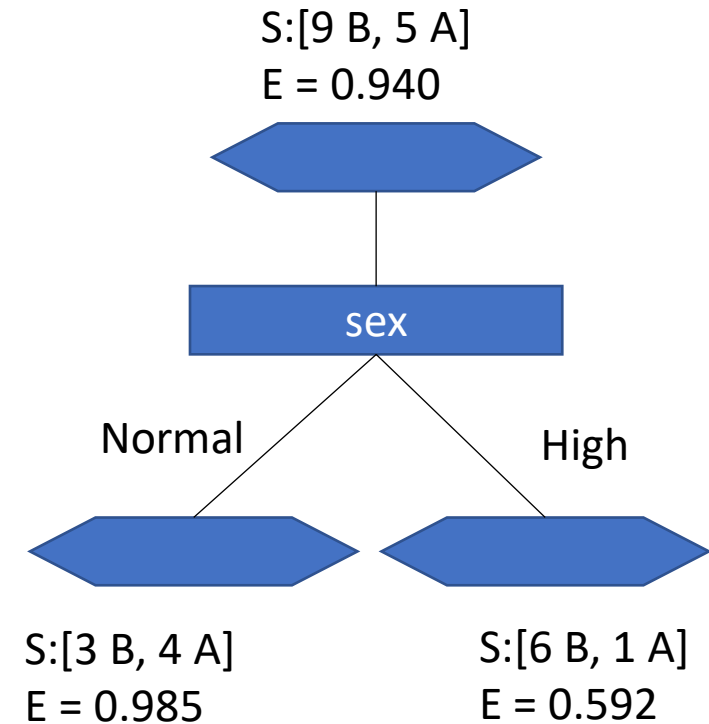 S:[9 B, 5 A]
E = 0.940
sex
Normal
High
S:[3 B, 4 A]
E = 0.985
S:[6 B, 1 A]
E = 0.592